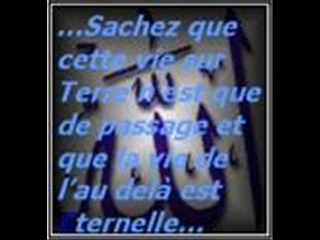 ...Sachez que
cette vie sur
Terre n'est que
de passage et
que la vie de
l'au delà est
éternelle...
الله